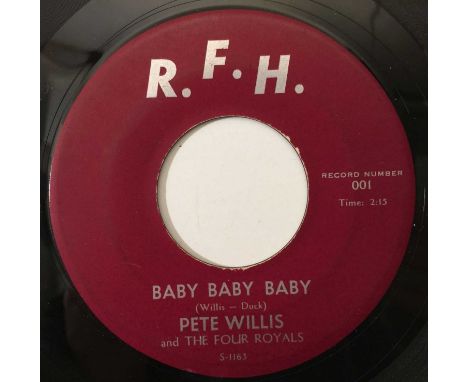 R. F. H.
RECORD NUMBER
001
Time: 2:15
BABY BABY BABY
(Willis — Duck)
PETE WILLIS
and THE FOUR ROYALS
S-1163